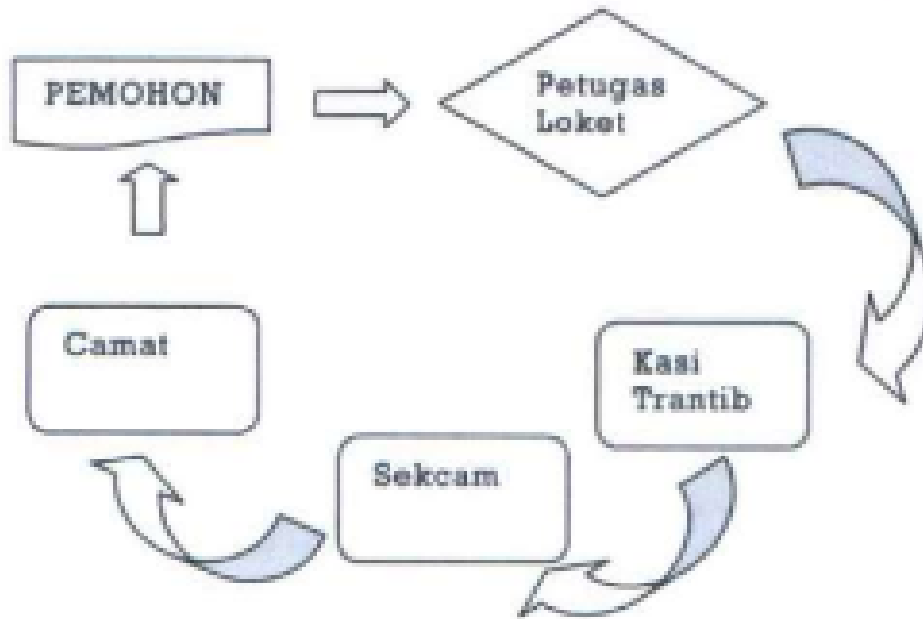 PEMOHON
Petugas
Loket
Kasi
Trantib
Sekcam
Camat